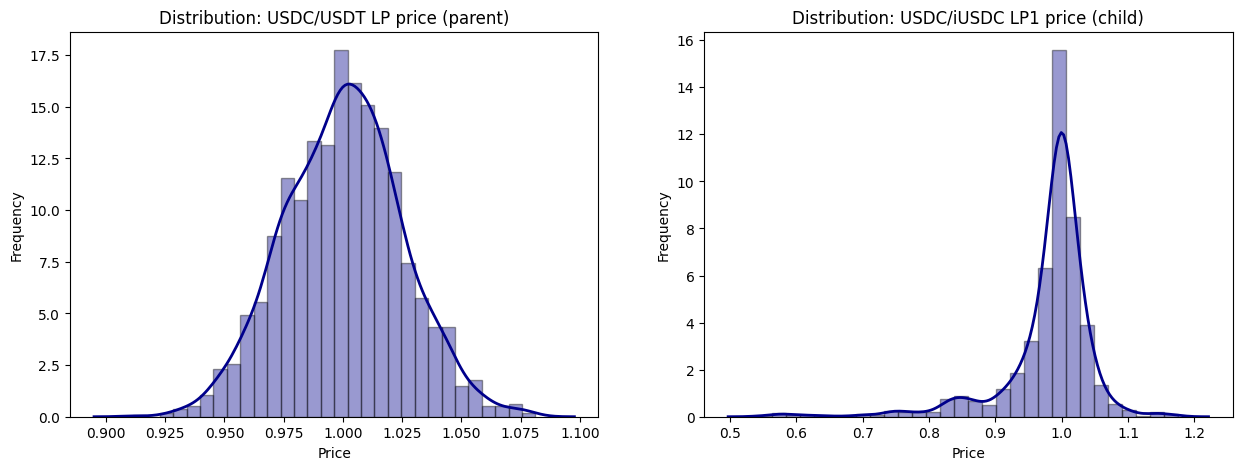 Distribution: USDC/USDT LP price (parent)
Frequency
17.5
15.0
12.5
10.0
7.5
5.0
2.5
0.0
0.900 0.925 0.950 0.975 1.000 1.025 1.050 1.075 1.100
Price
Distribution: USDC/iUSDC LP1 price (child)
Frequency
16
14
12
10
8
6
4
2
0
0.5 0.6 0.7 0.8 0.9 1.0 1.1 1.2
Price